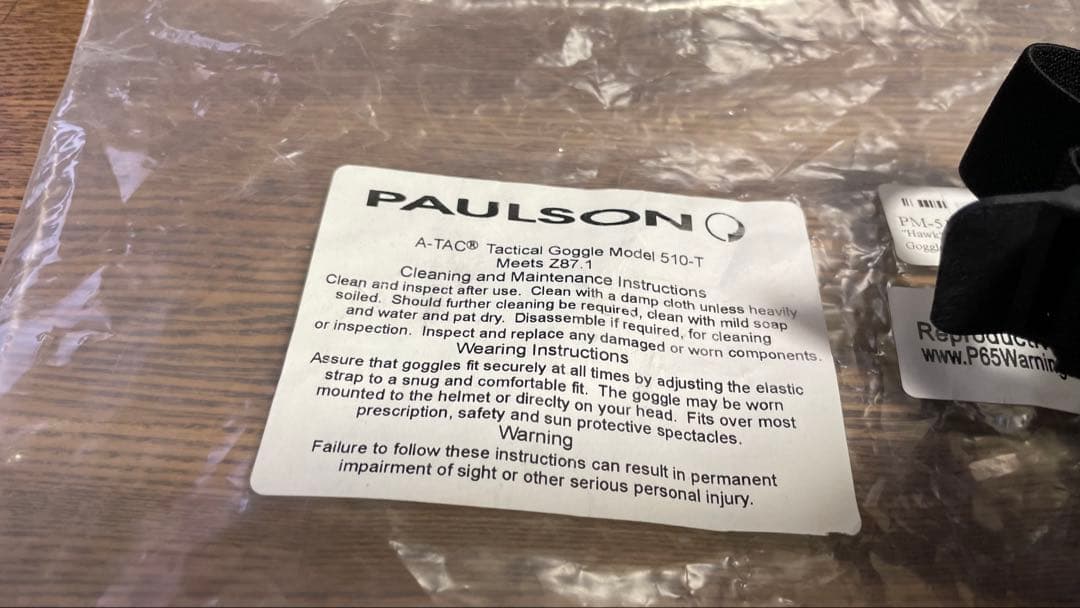 PAULSON
A-TAC® Tactical Goggle Model 510-T
Meets Z87.1
Cleaning and Maintenance Instructions
Clean and inspect after use. Clean with a damp cloth unless heavily
soiled. Should further cleaning be required, clean with mild soap
and water and pat dry. Disassemble if required, for cleaning
or inspection. Inspect and replace any damaged or worn components.
Wearing Instructions
Assure that goggles fit securely at all times by adjusting the elastic
strap to a snug and comfortable fit. The goggle may be worn
mounted to the helmet or direclty on your head. Fits over most
prescription, safety and sun protective spectacles.
Warning
Failure to follow these instructions can result in permanent
impairment of sight or other serious personal injury.
PM-5
"Hawk
Goggl
Reproducti
www.P65Warning